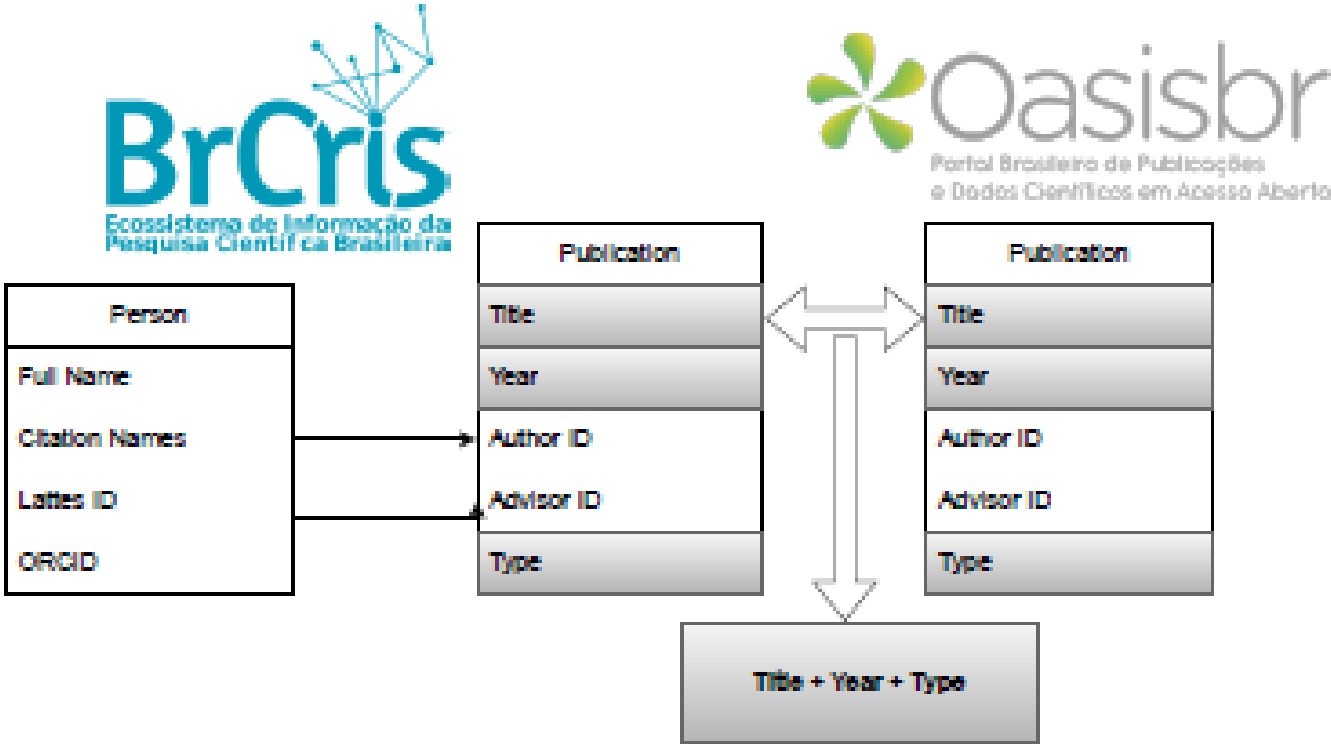 BrCris
Ecossistema de Informação da
Pesquisa Científica Brasileira
Oasisbr
Portal Brasileiro de Publicações
e Dados Científicos em Acesso Aberto
Person
Full Name
Citation Names
Lattes ID
ORCID
Publication
Title
Year
Author ID
Advisor ID
Type
Publication
Title
Year
Author ID
Advisor ID
Type
Title + Year + Type